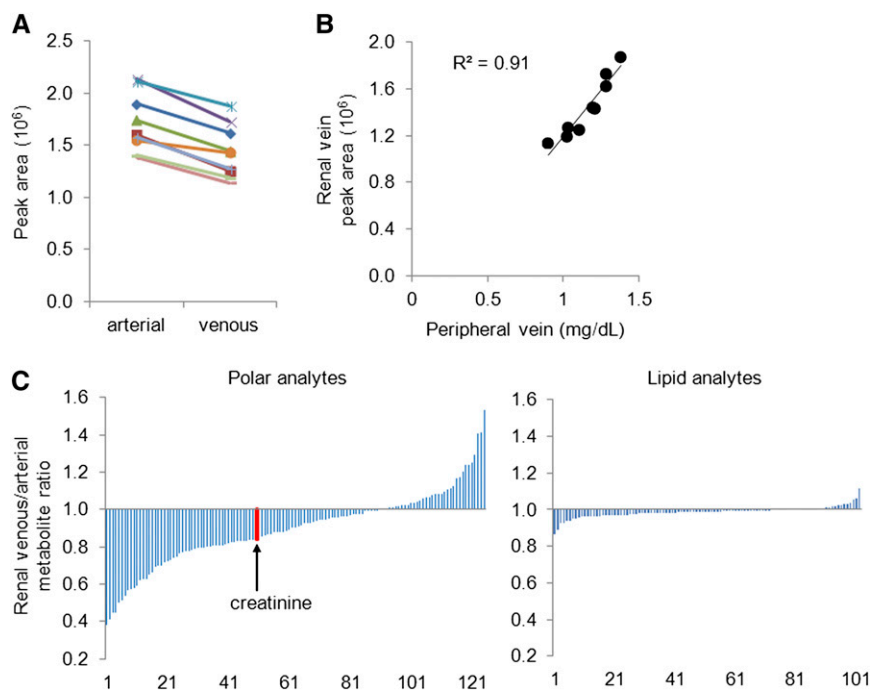 A
Peak area (10⁶)
2.5
2.0
1.5
1.0
0.5
0.0
arterial venous
B
Renal vein
peak area (10⁶)
2.0
1.6
1.2
0.8
0.4
0.0
R² = 0.91
0 0.5 1 1.5
Peripheral vein (mg/dL)
C
Polar analytes
Renal venous/arterial
metabolite ratio
1.6
1.4
1.2
1.0
0.8
0.6
0.4
0.2
creatinine
1 21 41 61 81 101 121
Lipid analytes
1.6
1.4
1.2
1.0
0.8
0.6
0.4
0.2
1 21 41 61 81 101